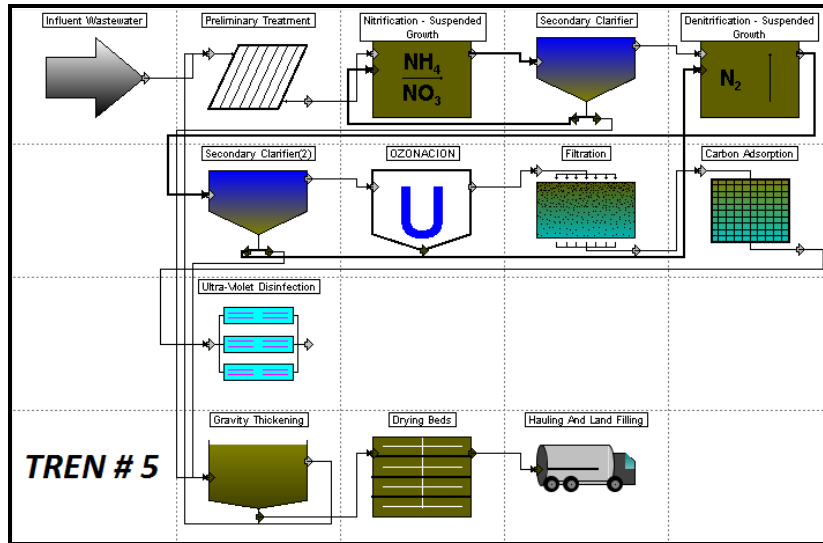 Influent Wastewater
Preliminary Treatment
Nitrification - Suspended
Growth
Secondary Clarifier
Denitrification - Suspended
Growth
NH4
NO3
N2
Secondary Clarifier(2)
OZONACION
Filtration
Carbon Adsorption
U
Ultra-Violet Disinfection
Gravity Thickening
Drying Beds
Hauling And Land Filling
TREN # 5